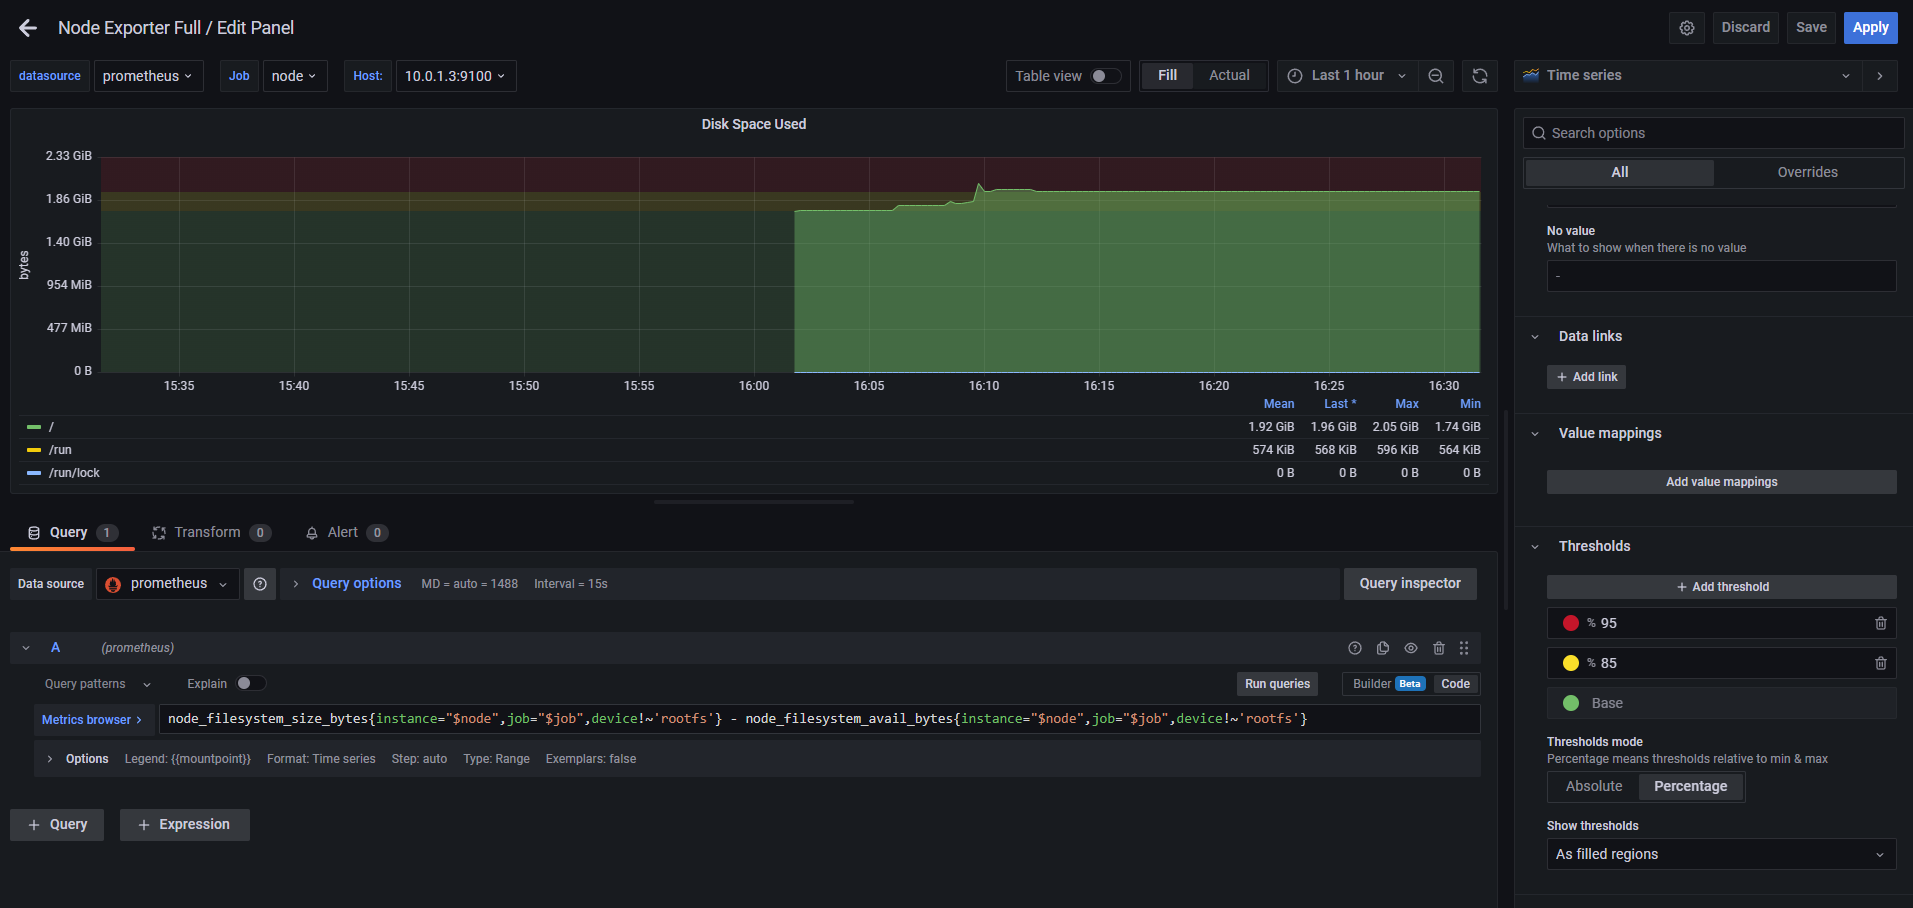 Node Exporter Full / Edit Panel
Discard
Save
Apply
datasource
prometheus
Job
node
Host:
10.0.1.3:9100
Table view
Fill
Actual
Last 1 hour
Time series
Disk Space Used
2.33 GiB
1.86 GiB
1.40 GiB
954 MiB
477 MiB
0 B
bytes
15:35 15:40 15:45 15:50 15:55 16:00 16:05 16:10 16:15 16:20 16:25 16:30
Mean Last * Max Min
/ 1.92 GiB 1.96 GiB 2.05 GiB 1.74 GiB
/run 574 KiB 568 KiB 596 KiB 564 KiB
/run/lock 0 B 0 B 0 B 0 B
Query 1
Transform 0
Alert 0
Data source
prometheus
Query options
MD = auto = 1488
Interval = 15s
Query inspector
A
(prometheus)
Query patterns
Explain
Run queries
Builder Beta
Code
Metrics browser >
node_filesystem_size_bytes{instance="$node",job="$job",device!~'rootfs'} - node_filesystem_avail_bytes{instance="$node",job="$job",device!~'rootfs'}
Options
Legend: {{mountpoint}}
Format: Time series
Step: auto
Type: Range
Exemplars: false
+ Query
+ Expression
Search options
All
Overrides
No value
What to show when there is no value
-
Data links
+ Add link
Value mappings
Add value mappings
Thresholds
+ Add threshold
% 95
% 85
Base
Thresholds mode
Percentage means thresholds relative to min & max
Absolute
Percentage
Show thresholds
As filled regions